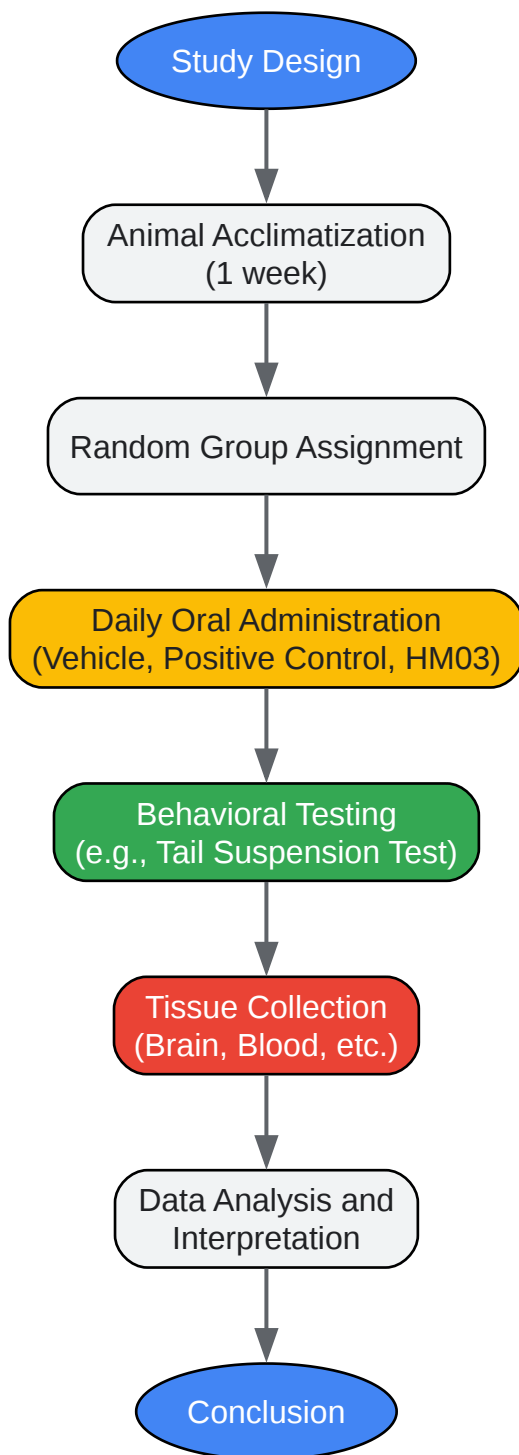 Study Design
Animal Acclimatization
(1 week)
Random Group Assignment
Daily Oral Administration
(Vehicle, Positive Control, HM03)
Behavioral Testing
(e.g., Tail Suspension Test)
Tissue Collection
(Brain, Blood, etc.)
Data Analysis and
Interpretation
Conclusion